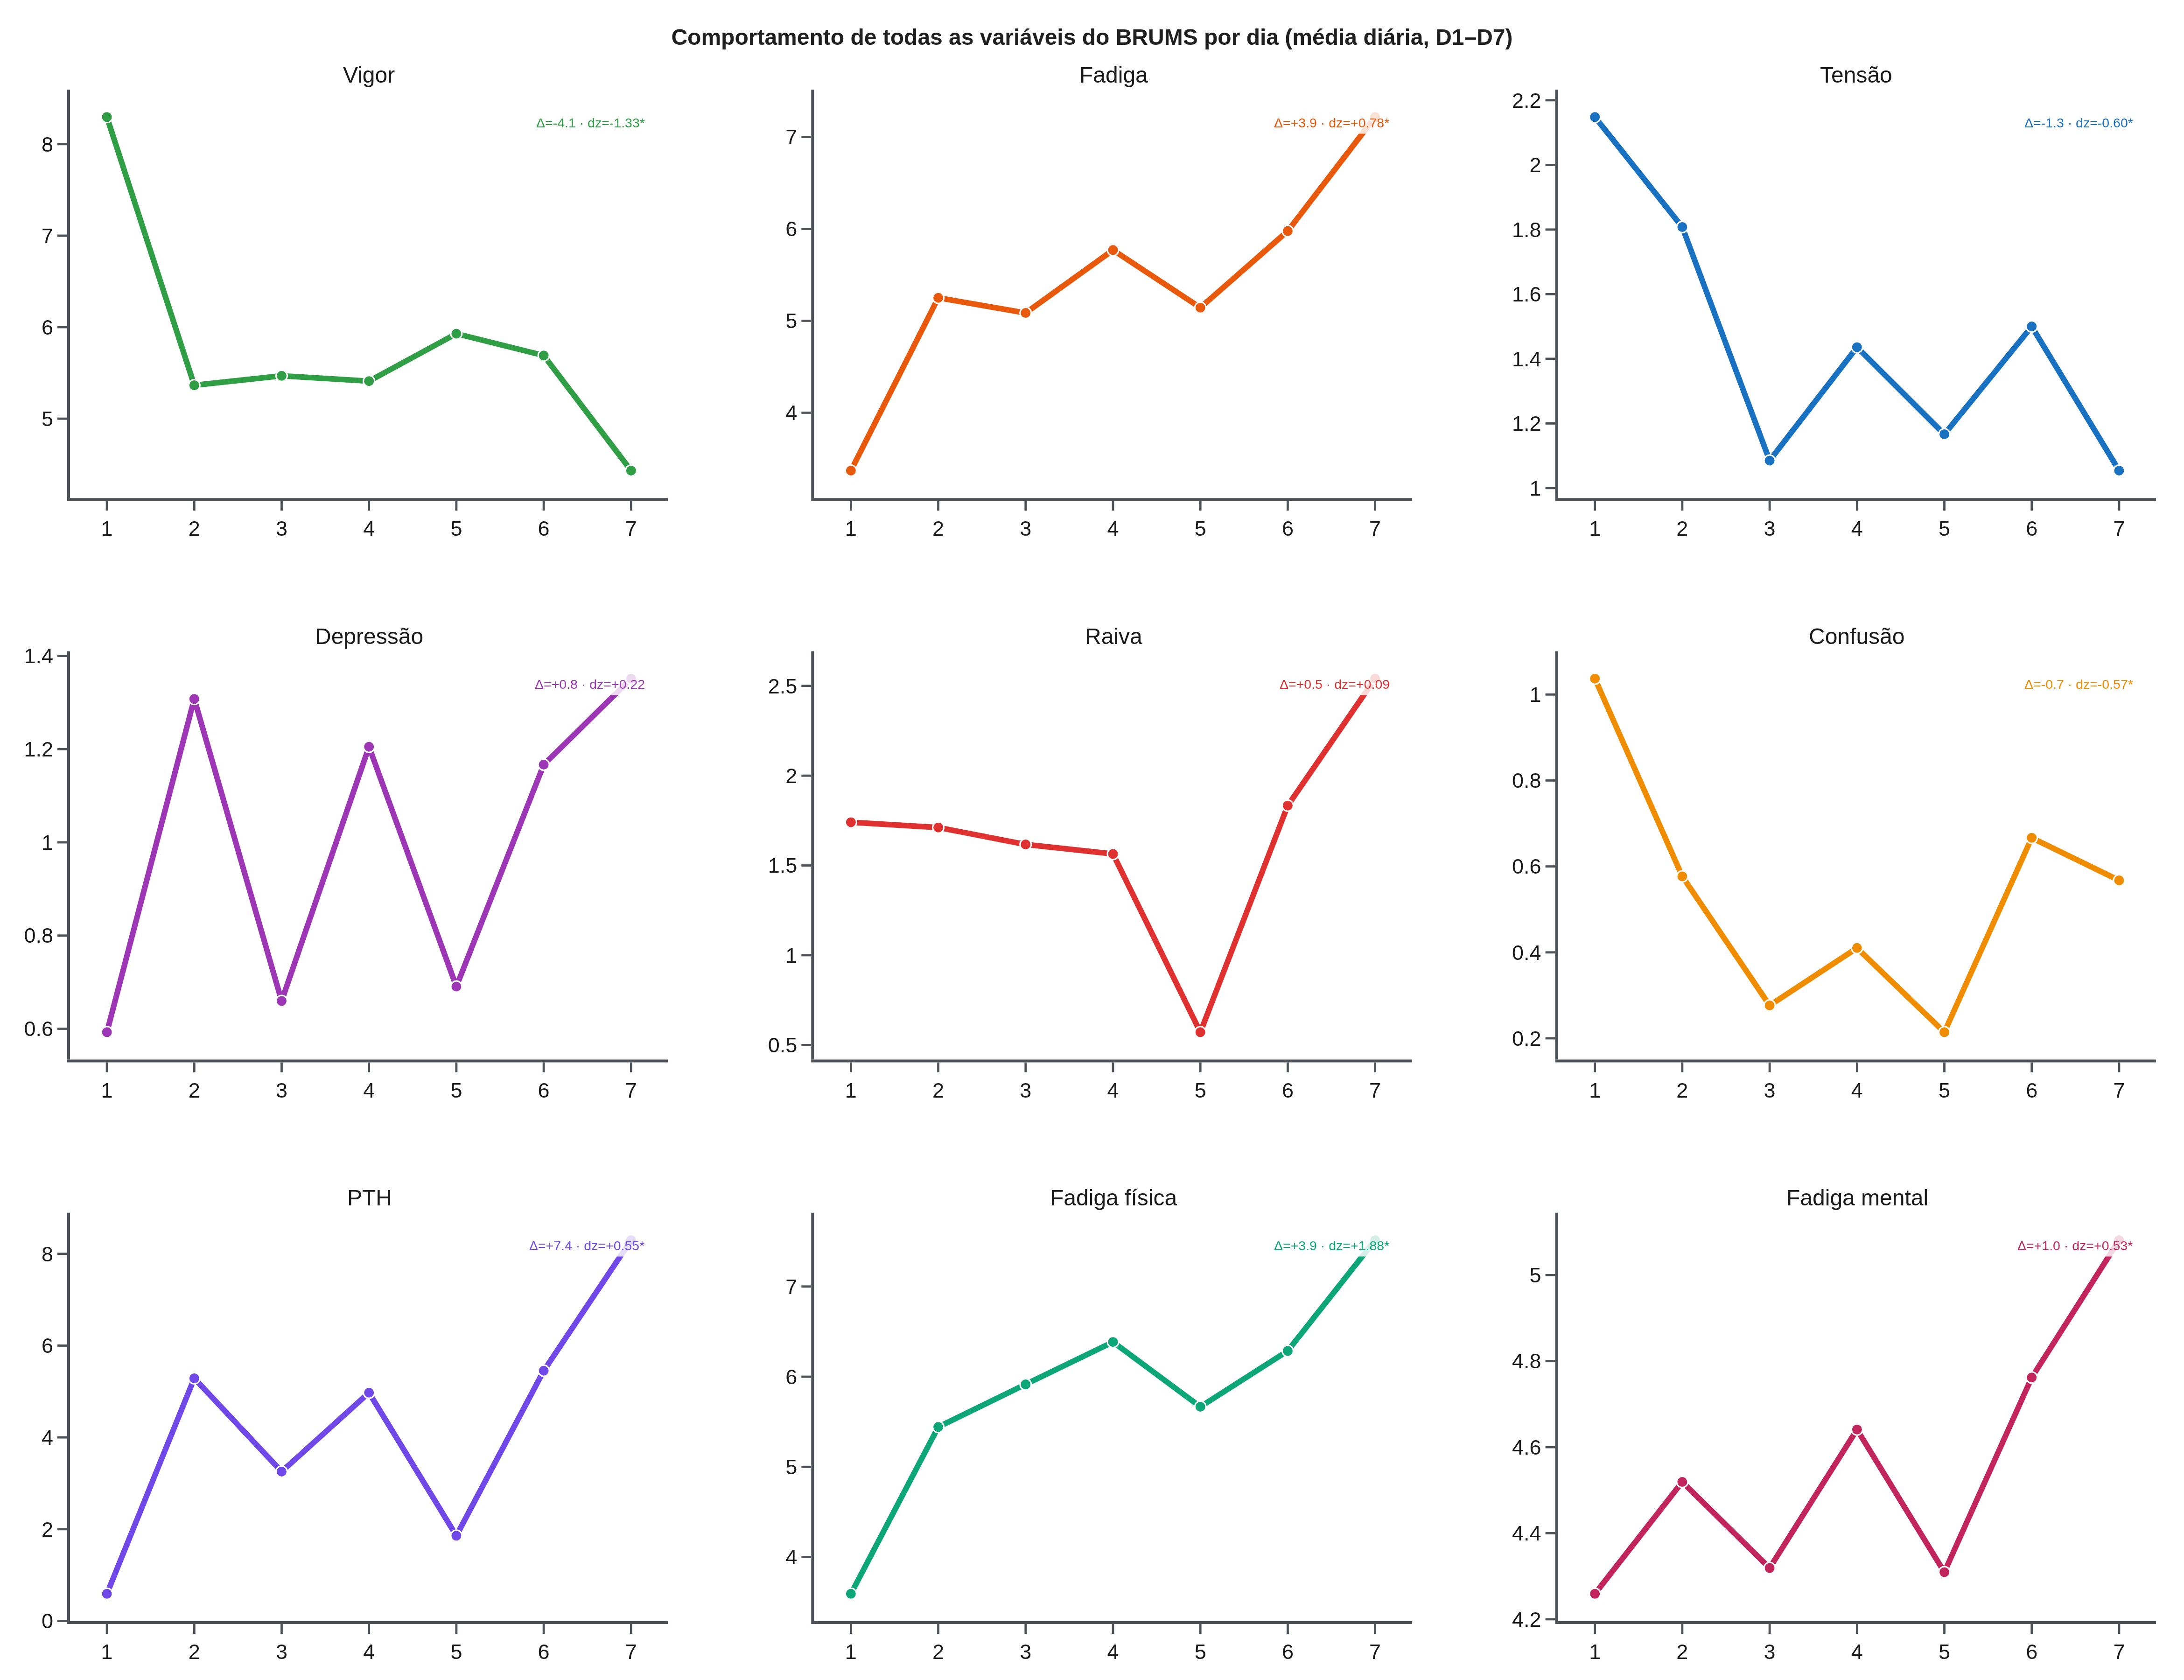 Comportamento de todas as variáveis do BRUMS por dia (média diária, D1–D7)
Vigor
Δ=-4.1 · dz=-1.33*
8
7
6
5
1 2 3 4 5 6 7
Fadiga
Δ=+3.9 · dz=+0.78*
7
6
5
4
1 2 3 4 5 6 7
Tensão
Δ=-1.3 · dz=-0.60*
2.2
2
1.8
1.6
1.4
1.2
1
1 2 3 4 5 6 7
Depressão
Δ=+0.8 · dz=+0.22
1.4
1.2
1
0.8
0.6
1 2 3 4 5 6 7
Raiva
Δ=+0.5 · dz=+0.09
2.5
2
1.5
1
0.5
1 2 3 4 5 6 7
Confusão
Δ=-0.7 · dz=-0.57*
1
0.8
0.6
0.4
0.2
1 2 3 4 5 6 7
PTH
Δ=+7.4 · dz=+0.55*
8
6
4
2
0
1 2 3 4 5 6 7
Fadiga física
Δ=+3.9 · dz=+1.88*
7
6
5
4
1 2 3 4 5 6 7
Fadiga mental
Δ=+1.0 · dz=+0.53*
5
4.8
4.6
4.4
4.2
1 2 3 4 5 6 7